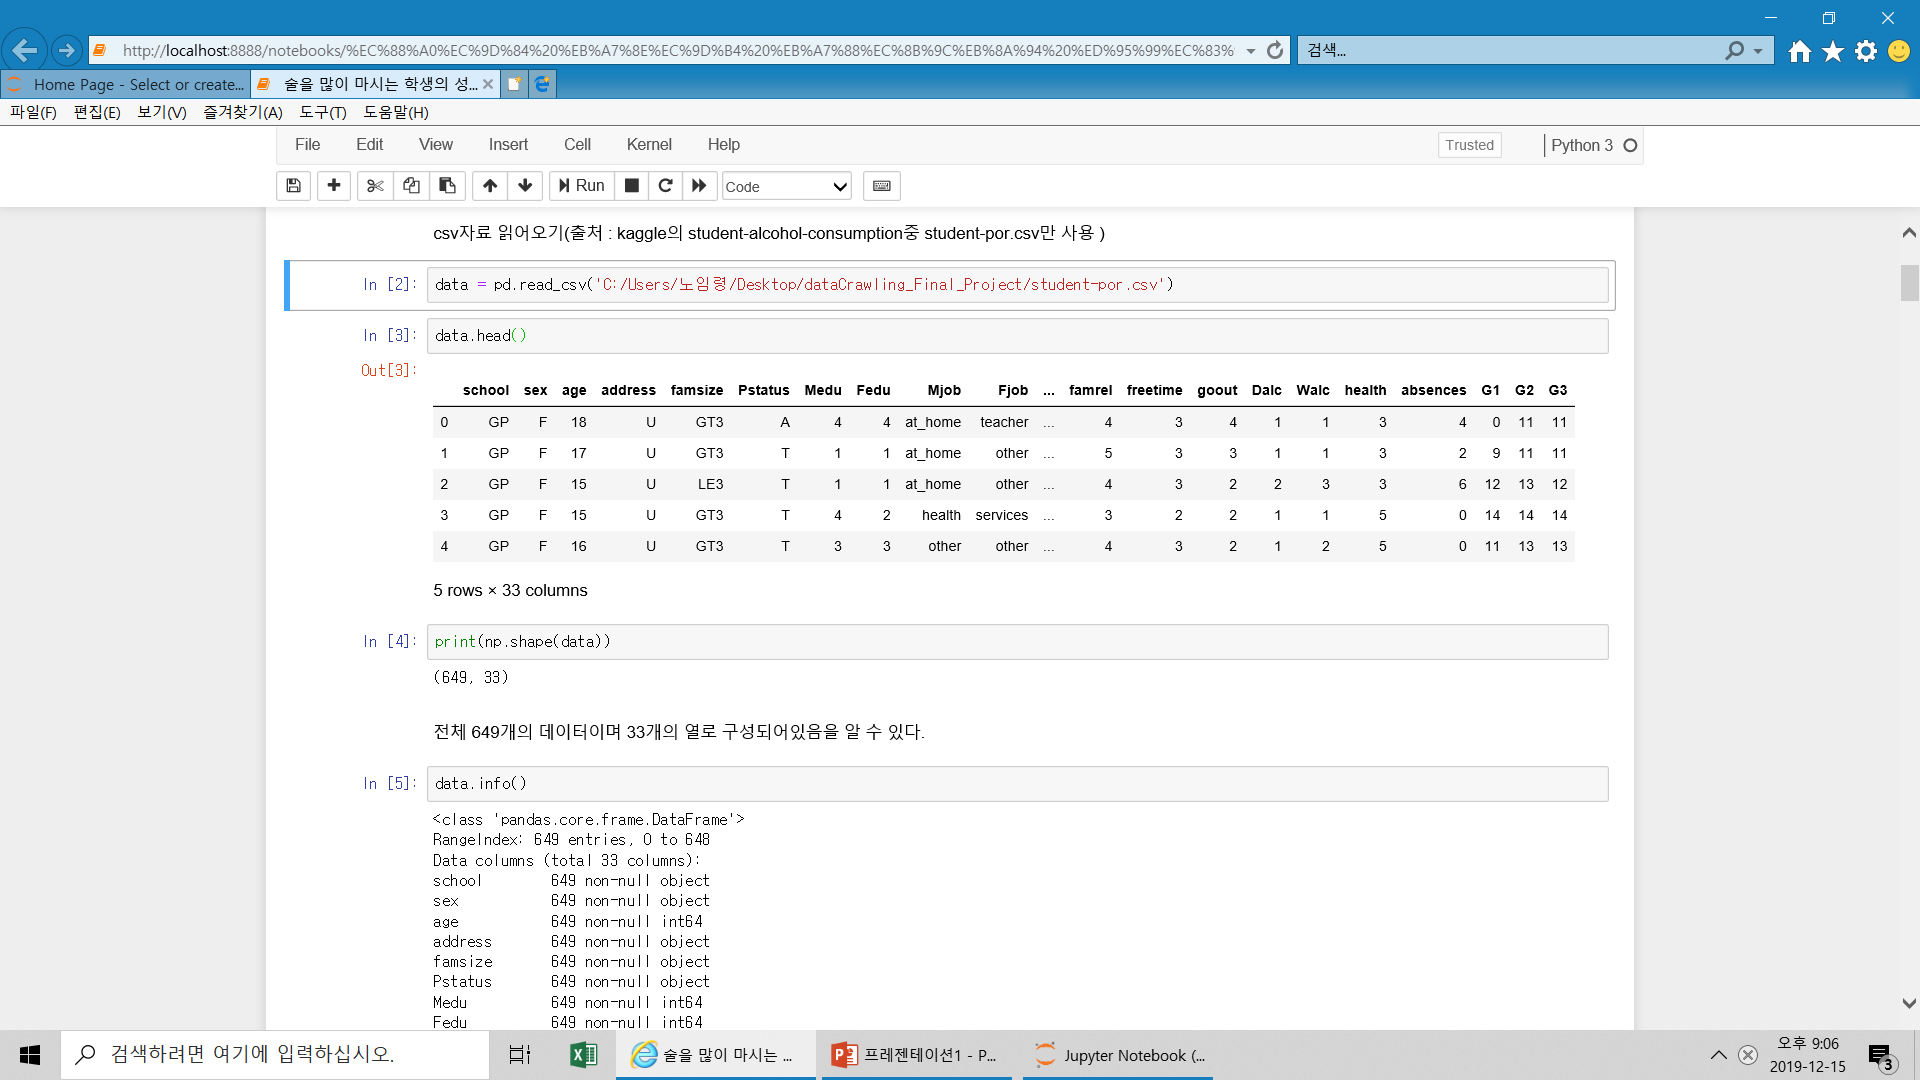 http://localhost:8888/notebooks/%EC%88%A0%EC%9D%84%20%EB%A7%8E%EC%9D%B4%20%EB%A7%88%EC%8B%9C%EB%8A%94%20%ED%95%99%EC%83% 검색...
Home Page - Select or create... 술을 많이 마시는 학생의 성...
파일(F) 편집(E) 보기(V) 즐겨찾기(A) 도구(T) 도움말(H)
File Edit View Insert Cell Kernel Help Trusted Python 3
Run Code
csv자료 읽어오기(출처 : kaggle의 student-alcohol-consumption중 student-por.csv만 사용 )
In [2]: data = pd.read_csv('C:/Users/노임령/Desktop/dataCrawling_Final_Project/student-por.csv')
In [3]: data.head()
Out[3]:
school sex age address famsize Pstatus Medu Fedu Mjob Fjob ... famrel freetime goout Dalc Walc health absences G1 G2 G3
0 GP F 18 U GT3 A 4 4 at_home teacher ... 4 3 4 1 1 3 4 0 11 11
1 GP F 17 U GT3 T 1 1 at_home other ... 5 3 3 1 1 3 2 9 11 11
2 GP F 15 U LE3 T 1 1 at_home other ... 4 3 2 2 3 3 6 12 13 12
3 GP F 15 U GT3 T 4 2 health services ... 3 2 2 1 1 5 0 14 14 14
4 GP F 16 U GT3 T 3 3 other other ... 4 3 2 1 2 5 0 11 13 13
5 rows × 33 columns
In [4]: print(np.shape(data))
(649, 33)
전체 649개의 데이터이며 33개의 열로 구성되어있음을 알 수 있다.
In [5]: data.info()
<class 'pandas.core.frame.DataFrame'>
RangeIndex: 649 entries, 0 to 648
Data columns (total 33 columns):
school 649 non-null object
sex 649 non-null object
age 649 non-null int64
address 649 non-null object
famsize 649 non-null object
Pstatus 649 non-null object
Medu 649 non-null int64
Fedu 649 non-null int64
검색하려면 여기에 입력하십시오. 술을 많이 마시는 ... 프레젠테이션1 - P... Jupyter Notebook (... 오후 9:06
2019-12-15 3